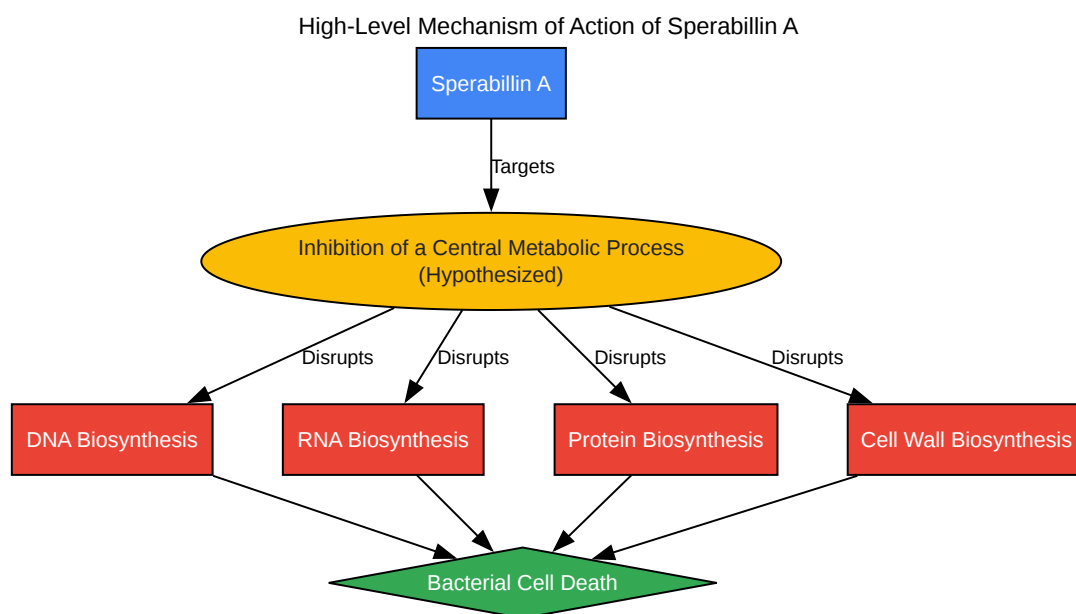 High-Level Mechanism of Action of Sperabillin A
Sperabillin A
Targets
Inhibition of a Central Metabolic Process
(Hypothesized)
Disrupts
Disrupts
Disrupts
Disrupts
DNA Biosynthesis
RNA Biosynthesis
Protein Biosynthesis
Cell Wall Biosynthesis
Bacterial Cell Death